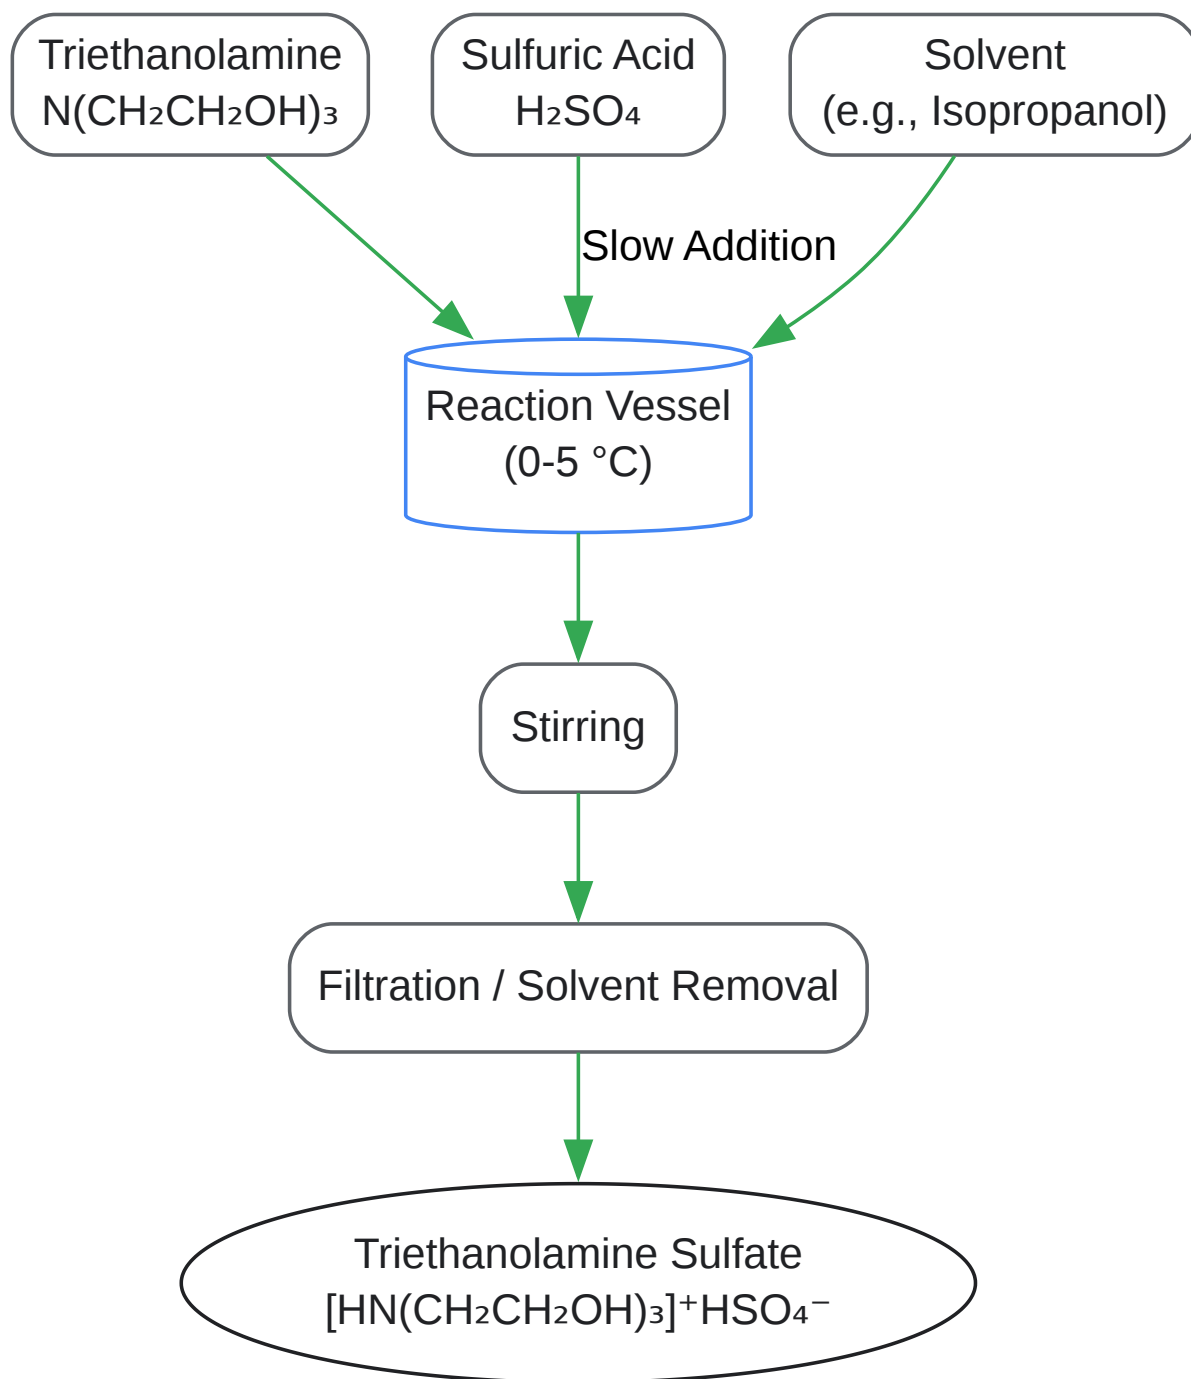 Triethanolamine
N(CH₂CH₂OH)₃
Sulfuric Acid
H₂SO₄
Solvent
(e.g., Isopropanol)
Slow Addition
Reaction Vessel
(0-5 °C)
Stirring
Filtration / Solvent Removal
Triethanolamine Sulfate
[HN(CH₂CH₂OH)₃]⁺HSO₄⁻